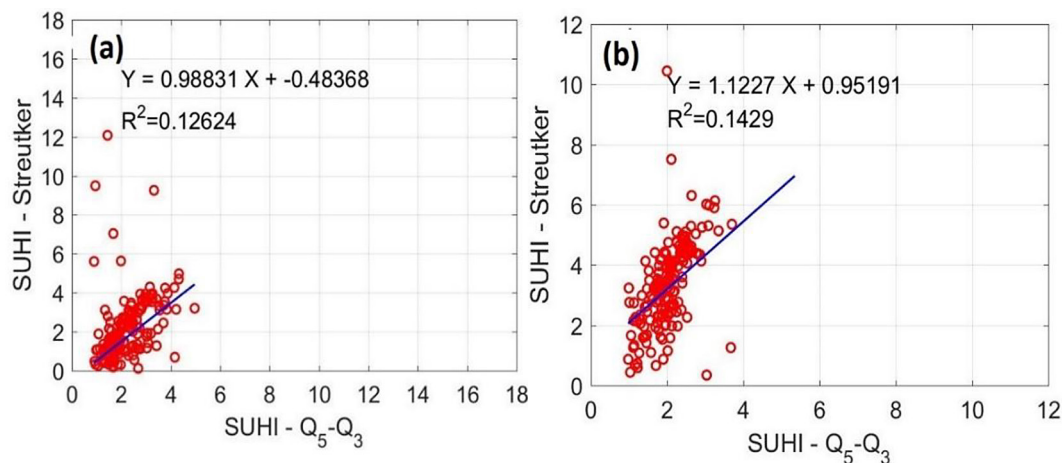 (a)
Y = 0.98831 X + -0.48368
R²=0.12624
18
16
14
12
10
8
6
4
2
0
SUHI - Streutker
0 2 4 6 8 10 12 14 16 18
SUHI - Q₅-Q₃
(b)
Y = 1.1227 X + 0.95191
R²=0.1429
12
10
8
6
4
2
0
SUHI - Streutker
0 2 4 6 8 10 12
SUHI - Q₅-Q₃